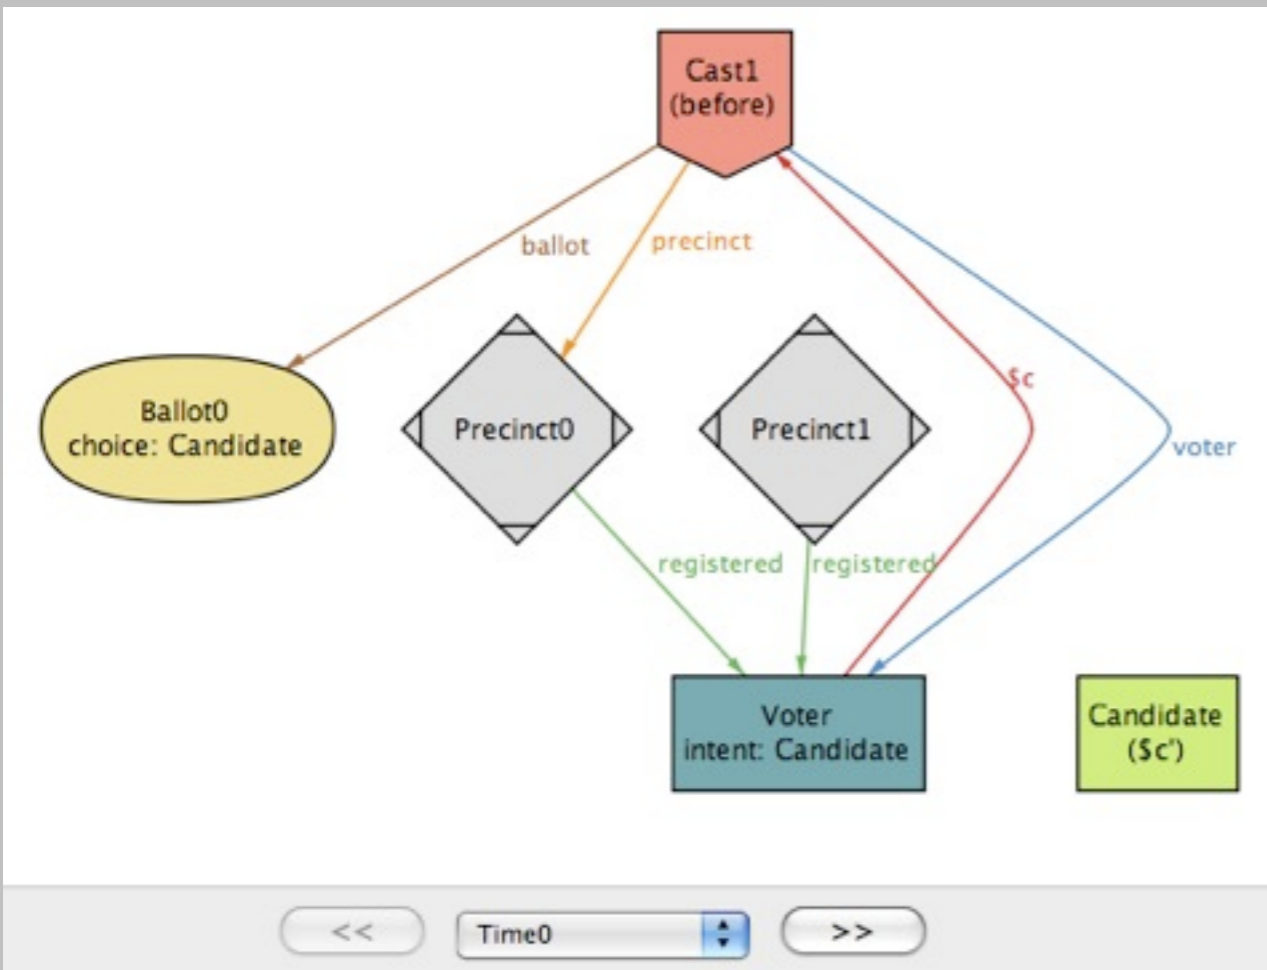 Cast1
(before)
ballot
precinct
$c
voter
Ballot0
choice: Candidate
Precinct0
Precinct1
registered
registered
Voter
intent: Candidate
Candidate
($c')
<<
Time0
>>